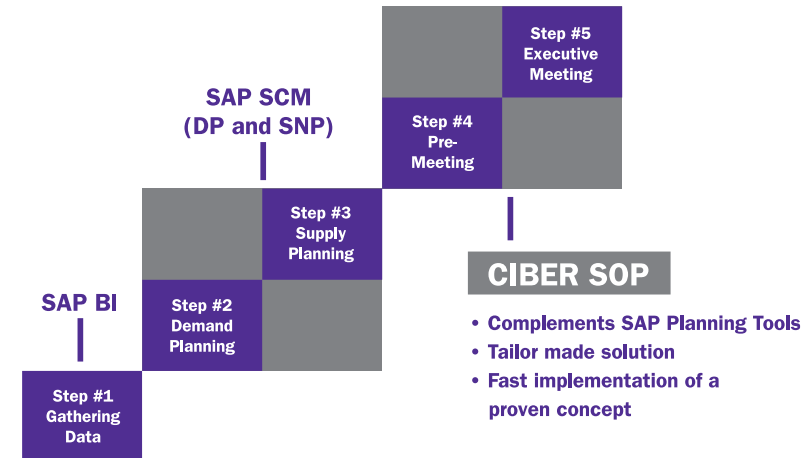 Step #5
Executive
Meeting
SAP SCM
(DP and SNP)
Step #4
Pre-
Meeting
Step #3
Supply
Planning
CIBER SOP
SAP BI
Step #2
Demand
Planning
• Complements SAP Planning Tools
• Tailor made solution
• Fast implementation of a
proven concept
Step #1
Gathering
Data